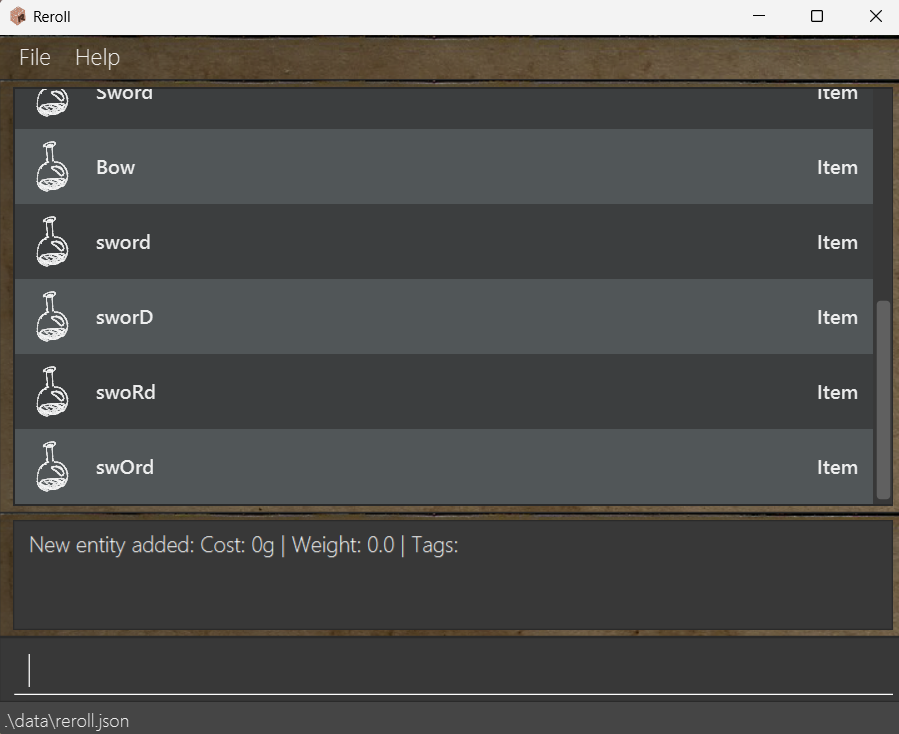 Reroll
File Help
Sword Item
Bow Item
sword Item
sworD Item
swoRd Item
swOrd Item
New entity added: Cost: 0g | Weight: 0.0 | Tags:
.\data\reroll.json